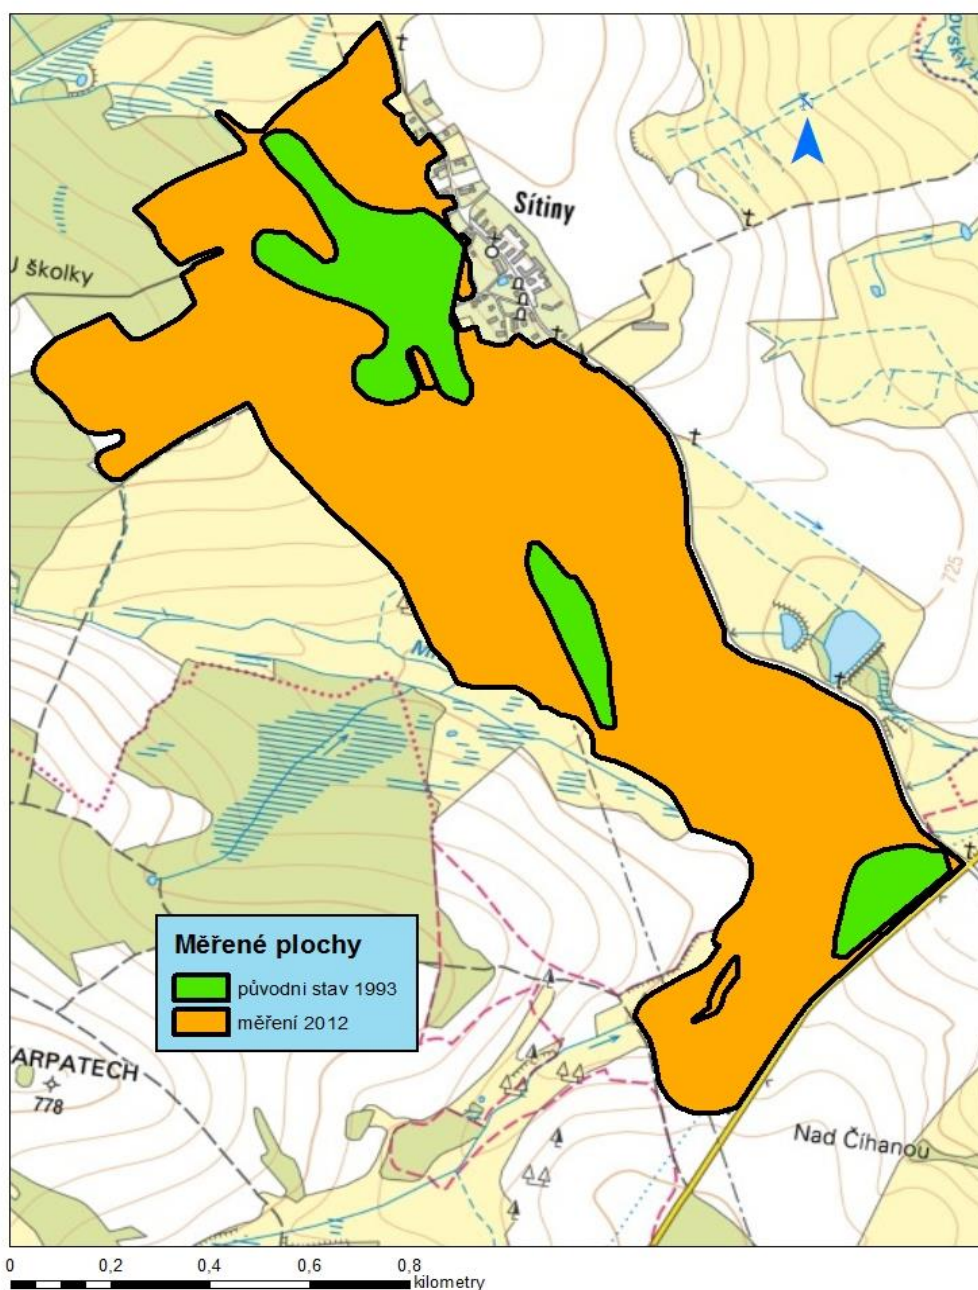 Sítiny
U školky
725
Měřené plochy
původni stav 1993
měření 2012
ARPATECH
778
Nad Číhanou
0 0,2 0,4 0,6 0,8
kilometry